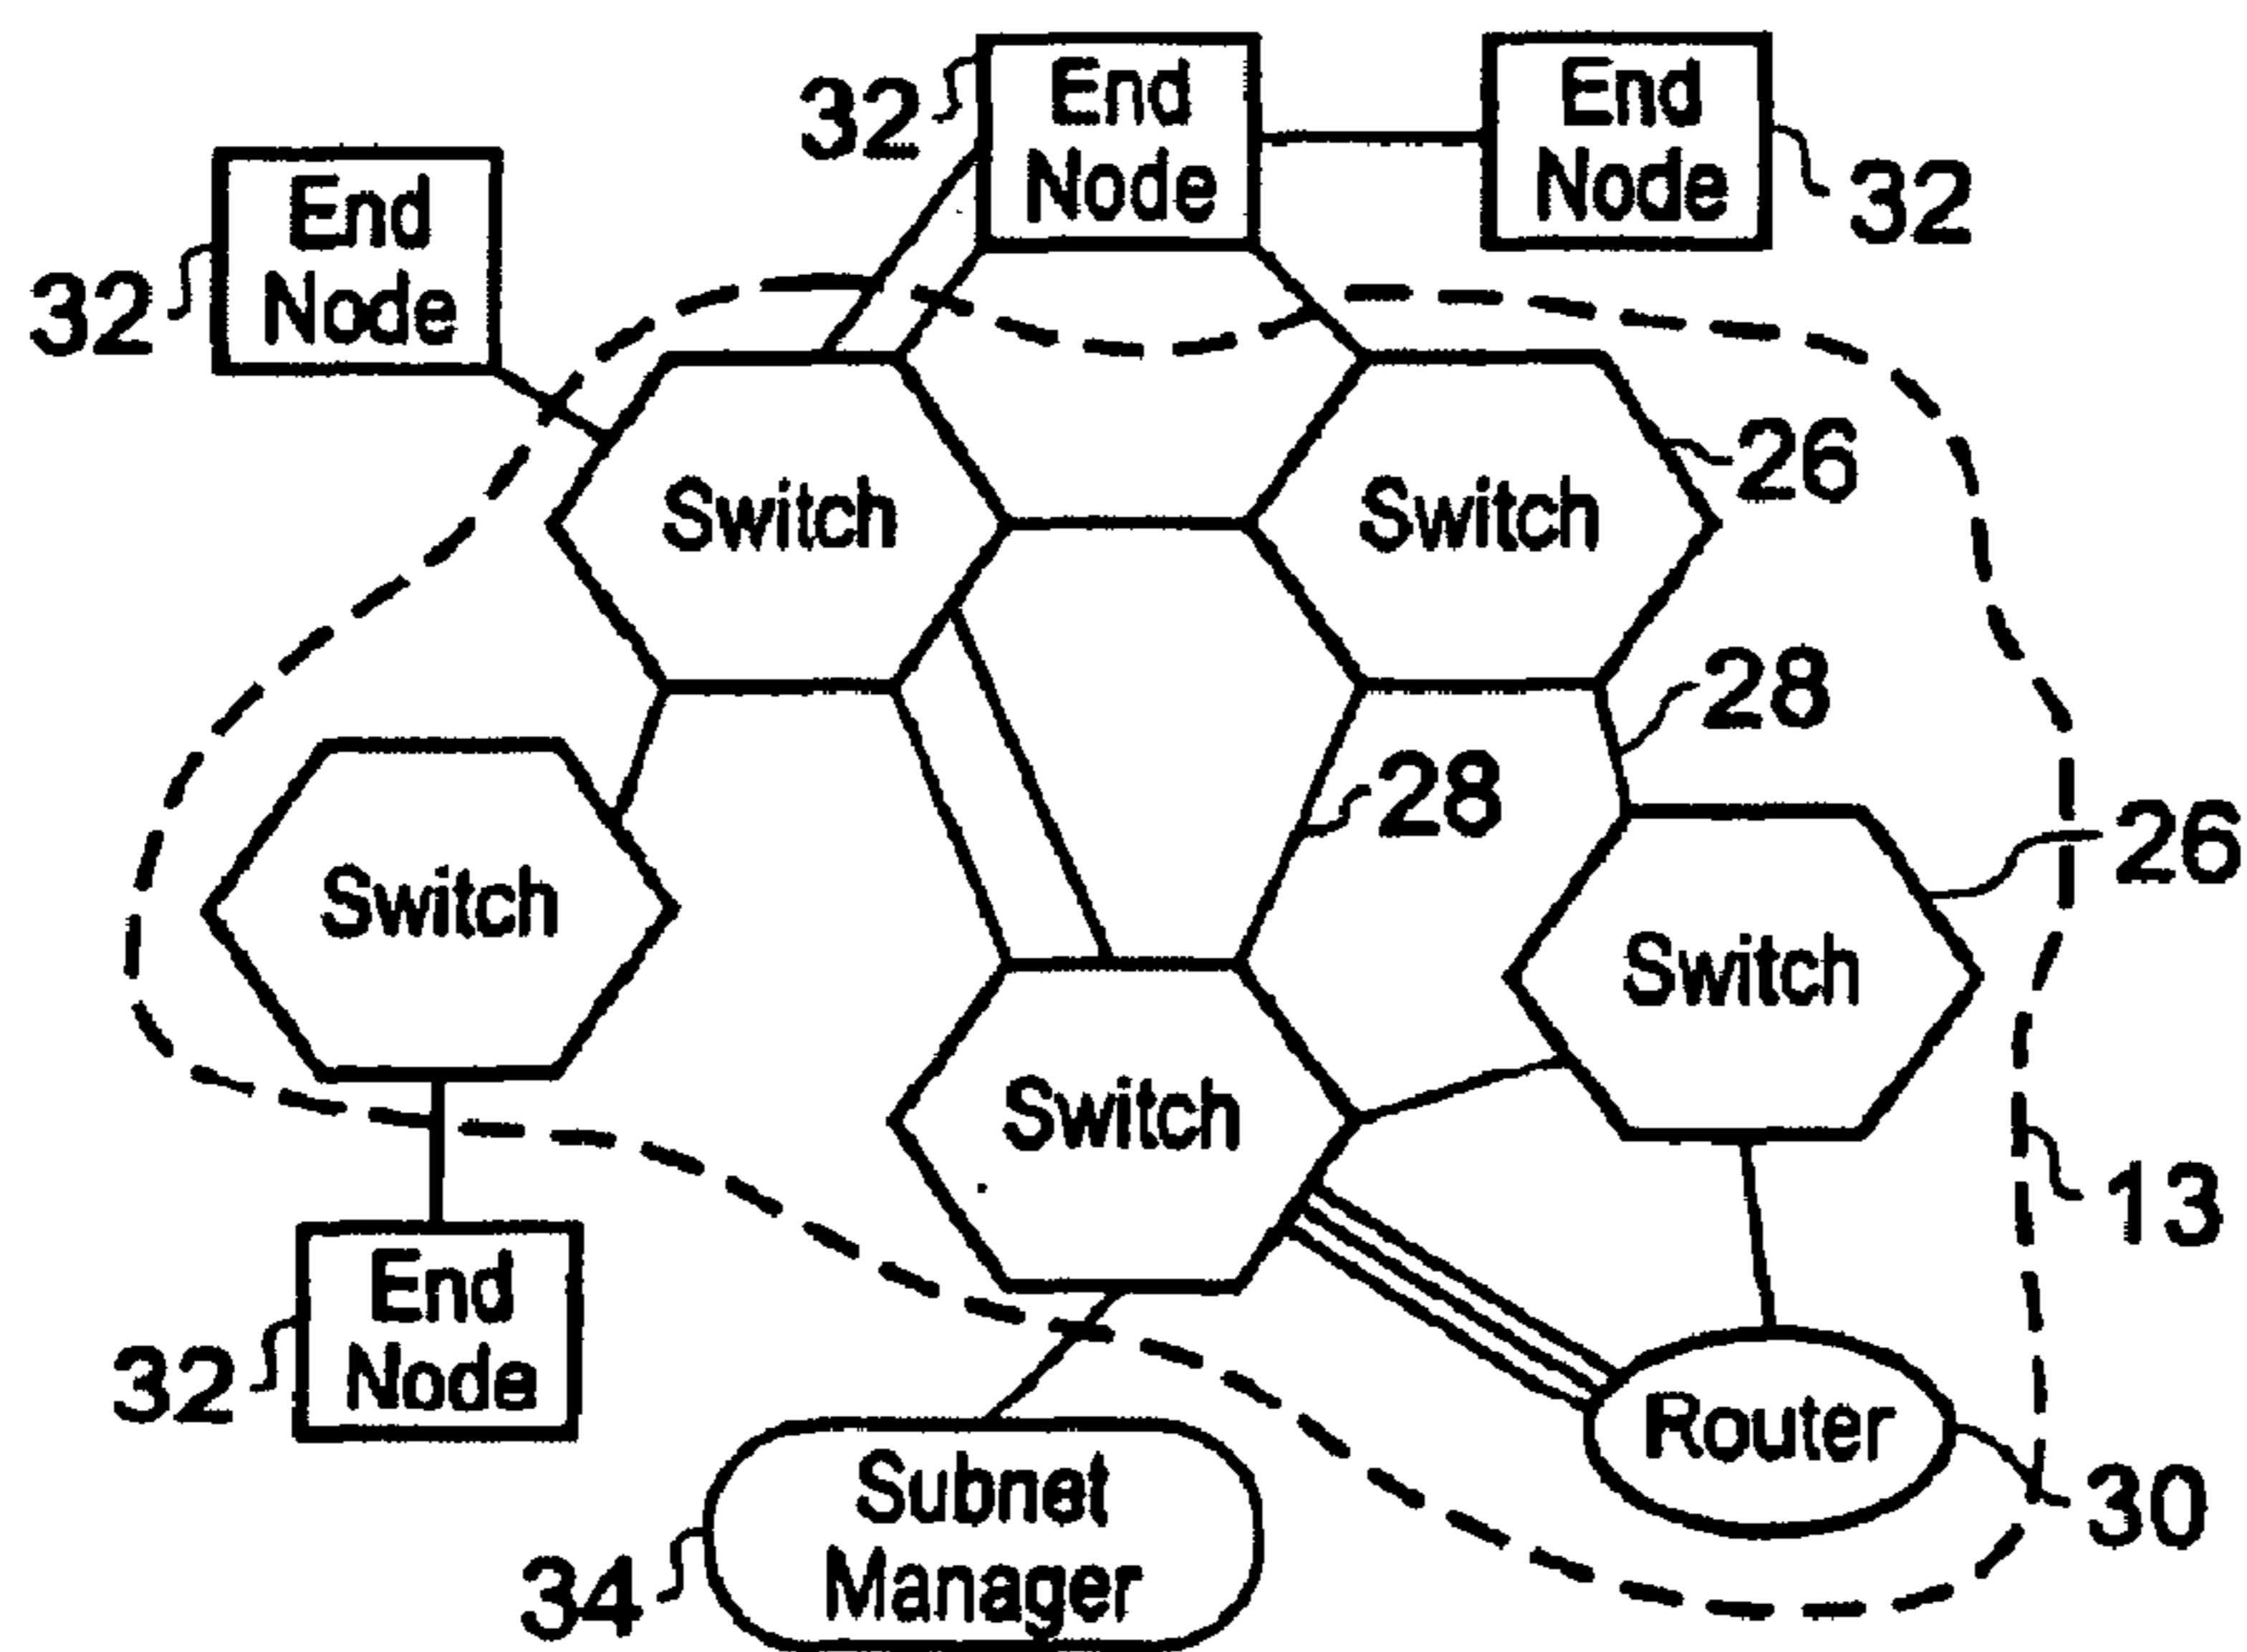 End
Node
32
End
Node
32
End
Node
32
Switch
Switch
26
28
28
26
Switch
Switch
Switch
13
End
Node
32
Router
30
Subnet
Manager
34